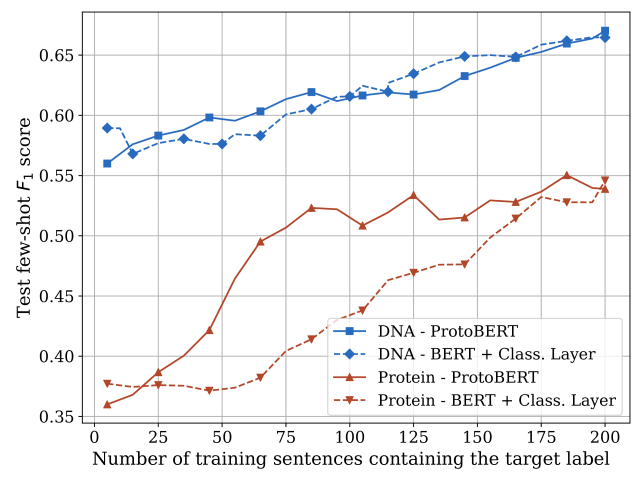 0.65
0.60
0.55
0.50
0.45
0.40
0.35
Test few-shot F₁ score
DNA - ProtoBERT
DNA - BERT + Class. Layer
Protein - ProtoBERT
Protein - BERT + Class. Layer
0 25 50 75 100 125 150 175 200
Number of training sentences containing the target label